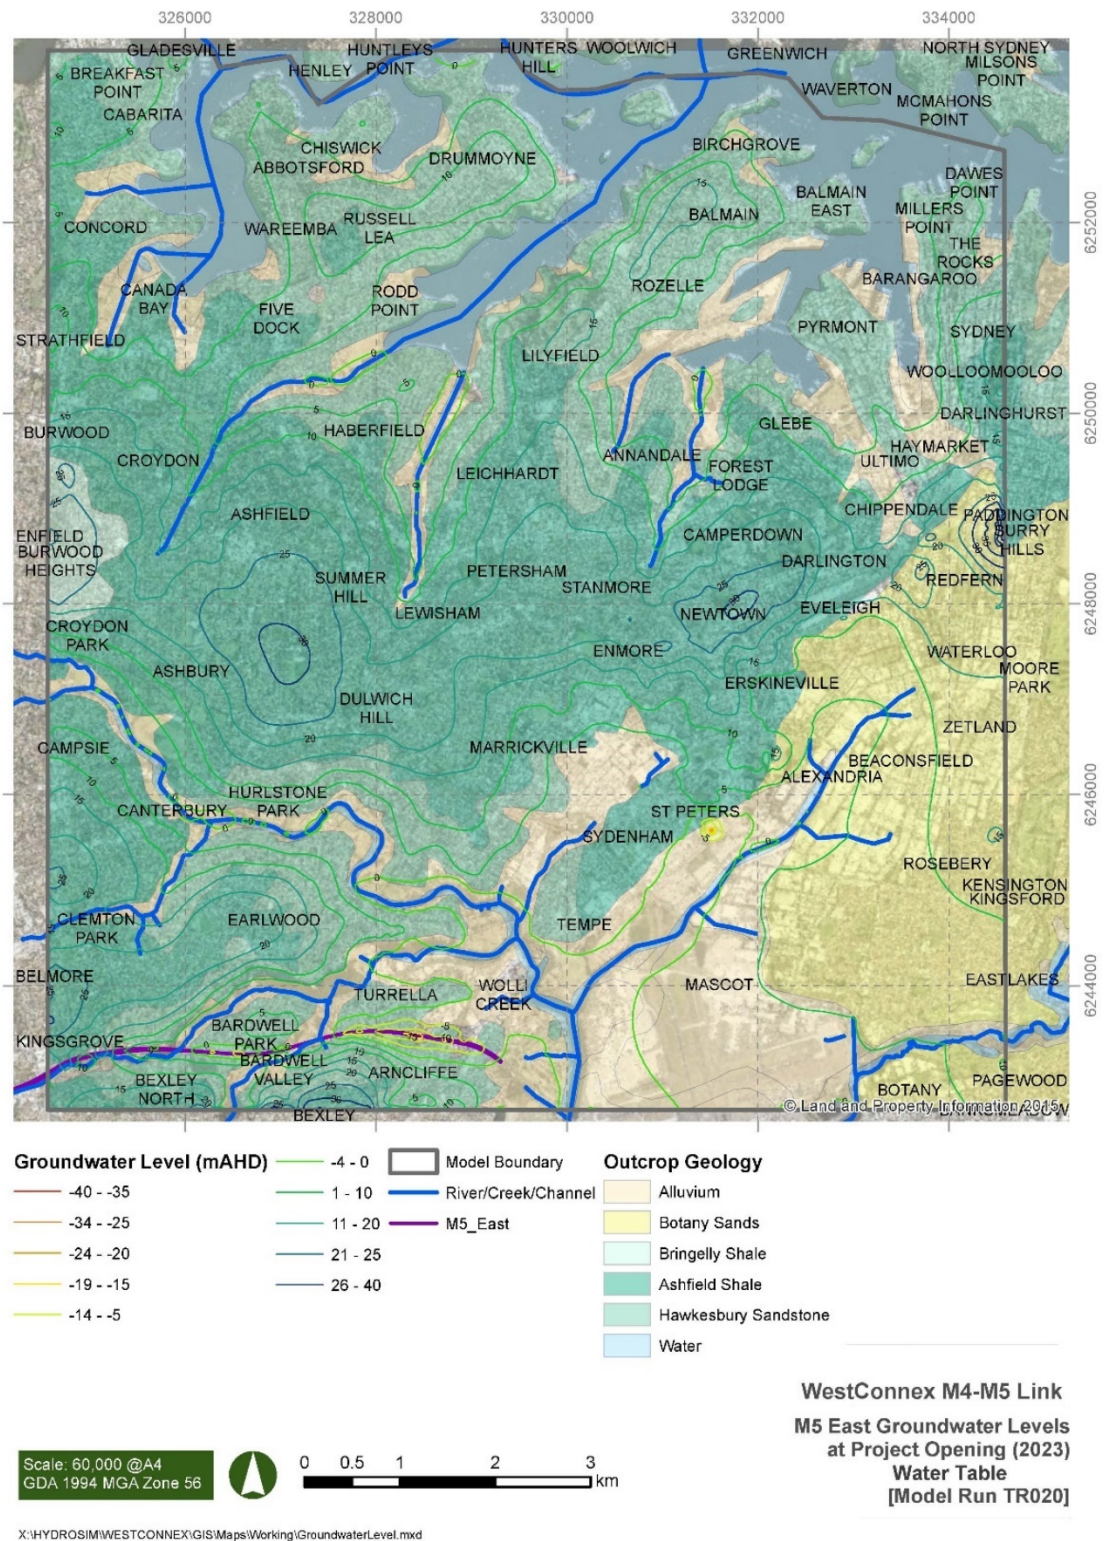 326000 328000 330000 332000 334000
GLADESVILLE
HUNTLEYS
POINT
HUNTERS
HILL
WOOLWICH
GREENWICH
NORTH SYDNEY
MILSONS
POINT
BREAKFAST
POINT
HENLEY
CABARITA
WAVERTON
MCMAHONS
POINT
CHISWICK
ABBOTSFORD
DRUMMOYNE
BIRCHGROVE
DAWES
POINT
BALMAIN
EAST
CONCORD
WAREEMBA
RUSSELL
LEA
BALMAIN
MILLERS
POINT
6252000
THE
ROCKS
BARANGAROO
CANADA
BAY
FIVE
DOCK
RODD
POINT
ROZELLE
PYRMONT
SYDNEY
STRATHFIELD
LILYFIELD
WOOLLOOMOOLOO
BURWOOD
CROYDON
HABERFIELD
LEICHHARDT
ANNANDALE
GLEBE
DARLINGHURST
6250000
HAYMARKET
ULTIMO
FOREST
LODGE
ASHFIELD
CHIPPENDALE
PADDINGTON
SURRY
HILLS
ENFIELD
BURWOOD
HEIGHTS
CAMPERDOWN
SUMMER
HILL
PETERSHAM
STANMORE
DARLINGTON
REDFERN
LEWISHAM
NEWTOWN
EVELEIGH
6248000
CROYDON
PARK
ASHBURY
ENMORE
WATERLOO
MOORE
PARK
DULWICH
HILL
ERSKINEVILLE
ZETLAND
CAMPSIE
MARRICKVILLE
BEACONSFIELD
ALEXANDRIA
CANTERBURY
HURLSTONE
PARK
ST PETERS
6246000
SYDENHAM
ROSEBERY
KENSINGTON
KINGSFORD
CLEMTON
PARK
EARLWOOD
TEMPE
BELMORE
TURRELLA
WOLLI
CREEK
MASCOT
EASTLAKES
6244000
KINGSGROVE
BARDWELL
PARK
BARDWELL
VALLEY
ARNCLIFFE
BEXLEY
NORTH
BEXLEY
BOTANY
PAGEWOOD
BANKSMEADOW
© Land and Property Information 2015
Groundwater Level (mAHD)
-40 - -35
-34 - -25
-24 - -20
-19 - -15
-14 - -5
-4 - 0
1 - 10
11 - 20
21 - 25
26 - 40
Model Boundary
River/Creek/Channel
M5_East
Outcrop Geology
Alluvium
Botany Sands
Bringelly Shale
Ashfield Shale
Hawkesbury Sandstone
Water
WestConnex M4-M5 Link
M5 East Groundwater Levels
at Project Opening (2023)
Water Table
[Model Run TR020]
Scale: 60,000 @A4
GDA 1994 MGA Zone 56
0 0.5 1 2 3
km
X:\HYDROSIM\WESTCONNEX\GIS\Maps\Working\GroundwaterLevel.mxd